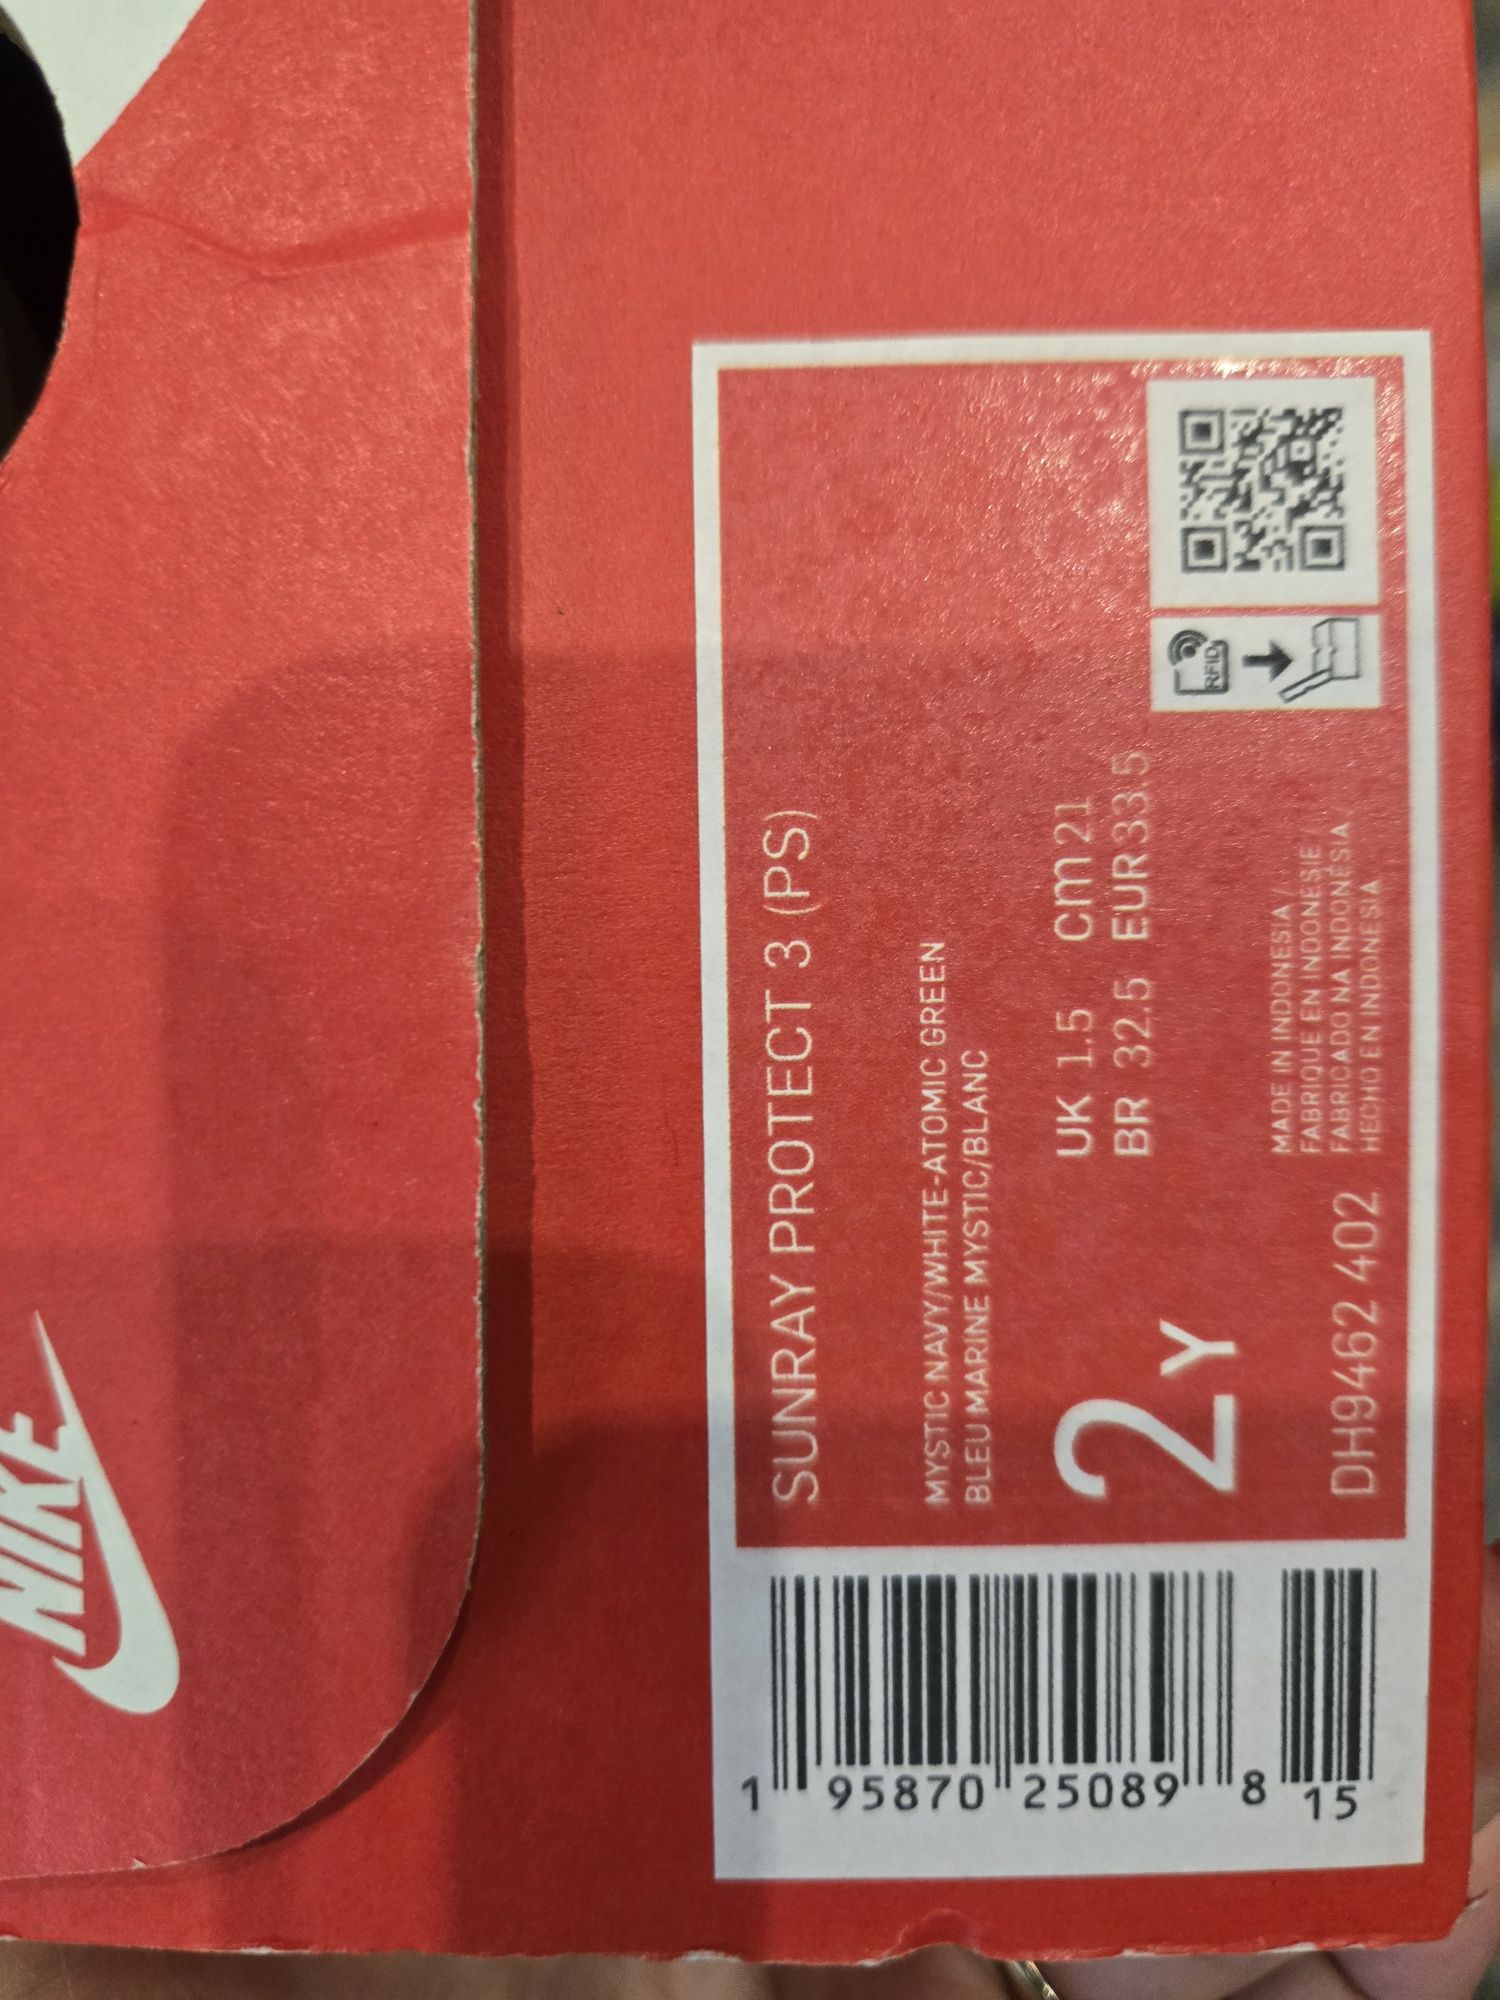 NIKE
SUNRAY PROTECT 3 (PS)
MYSTIC NAVY/WHITE-ATOMIC GREEN
BLEU MARINE MYSTIC/BLANC
2Y
UK 1.5 cm 21
BR 32.5 EUR 33.5
RFID
DH9462 402
MADE IN INDONESIA /
FABRIQUE EN INDONESIE /
FABRICADO NA INDONÉSIA /
HECHO EN INDONESIA
1 95870 25089 8 15